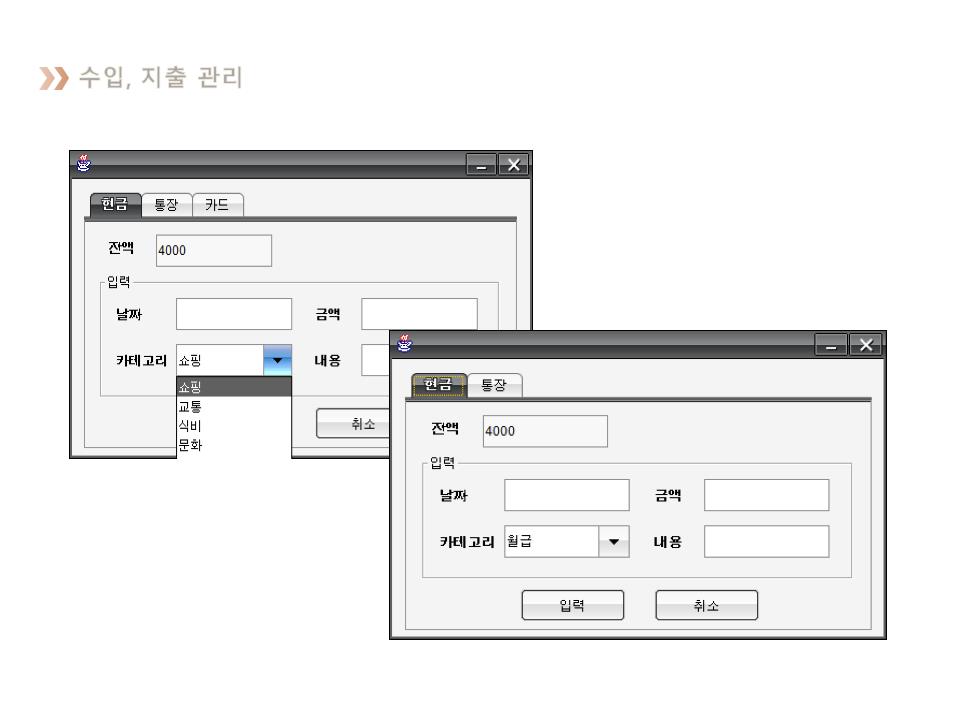 수입, 지출 관리
현금 통장 카드
잔액 4000
입력
날짜 금액
카테고리 쇼핑 내용
쇼핑
교통
식비
문화
취소
현금 통장
잔액 4000
입력
날짜 금액
카테고리 월급 내용
입력 취소